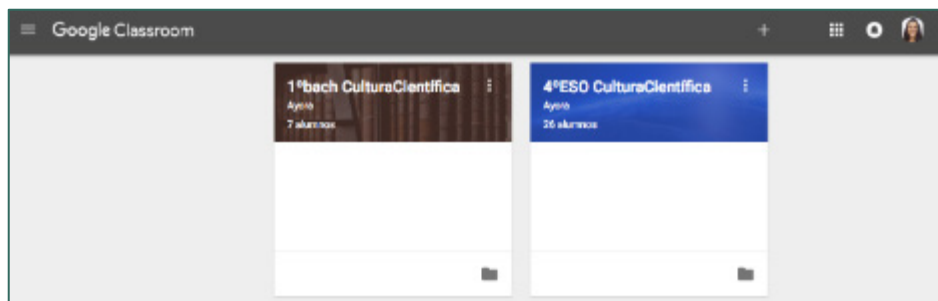 Google Classroom
1ºbach CulturaCientífica
Ayora
7 alumnos
4ºESO CulturaCientífica
Ayora
26 alumnos